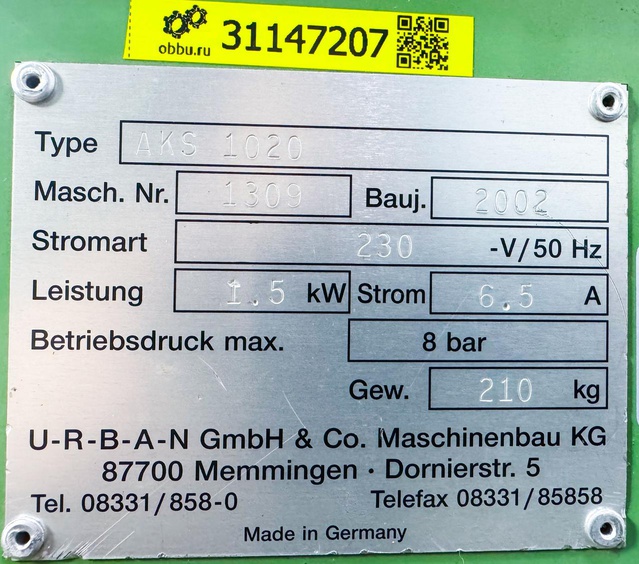 obbu.ru 31147207
Type AKS 1020
Masch. Nr. 1309 Bauj. 2002
Stromart 230 -V/50 Hz
Leistung 1.5 kW Strom 6.5 A
Betriebsdruck max. 8 bar
Gew. 210 kg
U-R-B-A-N GmbH & Co. Maschinenbau KG
87700 Memmingen · Dornierstr. 5
Tel. 08331/858-0 Telefax 08331/85858
Made in Germany